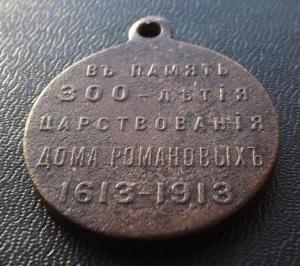 ВЪ ПАМЯТЬ
300-ЛѢТІЯ
ЦАРСТВОВАНІЯ
ДОМА РОМАНОВЫХЪ
1613-1913